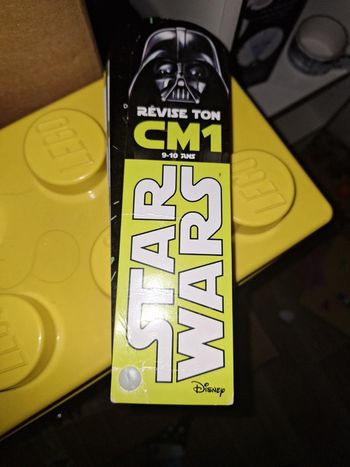 RÉVISE TON
CM1
9-10 ANS
STAR
WARS
Disney
LEGO
LEGO